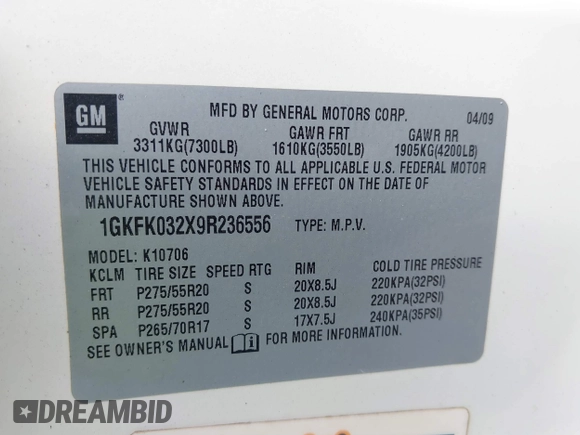 GM
MFD BY GENERAL MOTORS CORP. 04/09
GVWR GAWR FRT GAWR RR
3311KG(7300LB) 1610KG(3550LB) 1905KG(4200LB)
THIS VEHICLE CONFORMS TO ALL APPLICABLE U.S. FEDERAL MOTOR
VEHICLE SAFETY STANDARDS IN EFFECT ON THE DATE OF
MANUFACTURE SHOWN ABOVE.
1GKFK032X9R236556 TYPE: M.P.V.
MODEL: K10706
KCLM TIRE SIZE SPEED RTG RIM COLD TIRE PRESSURE
FRT P275/55R20 S 20X8.5J 220KPA(32PSI)
RR P275/55R20 S 20X8.5J 220KPA(32PSI)
SPA P265/70R17 S 17X7.5J 240KPA(35PSI)
SEE OWNER'S MANUAL FOR MORE INFORMATION.
DREAMBID